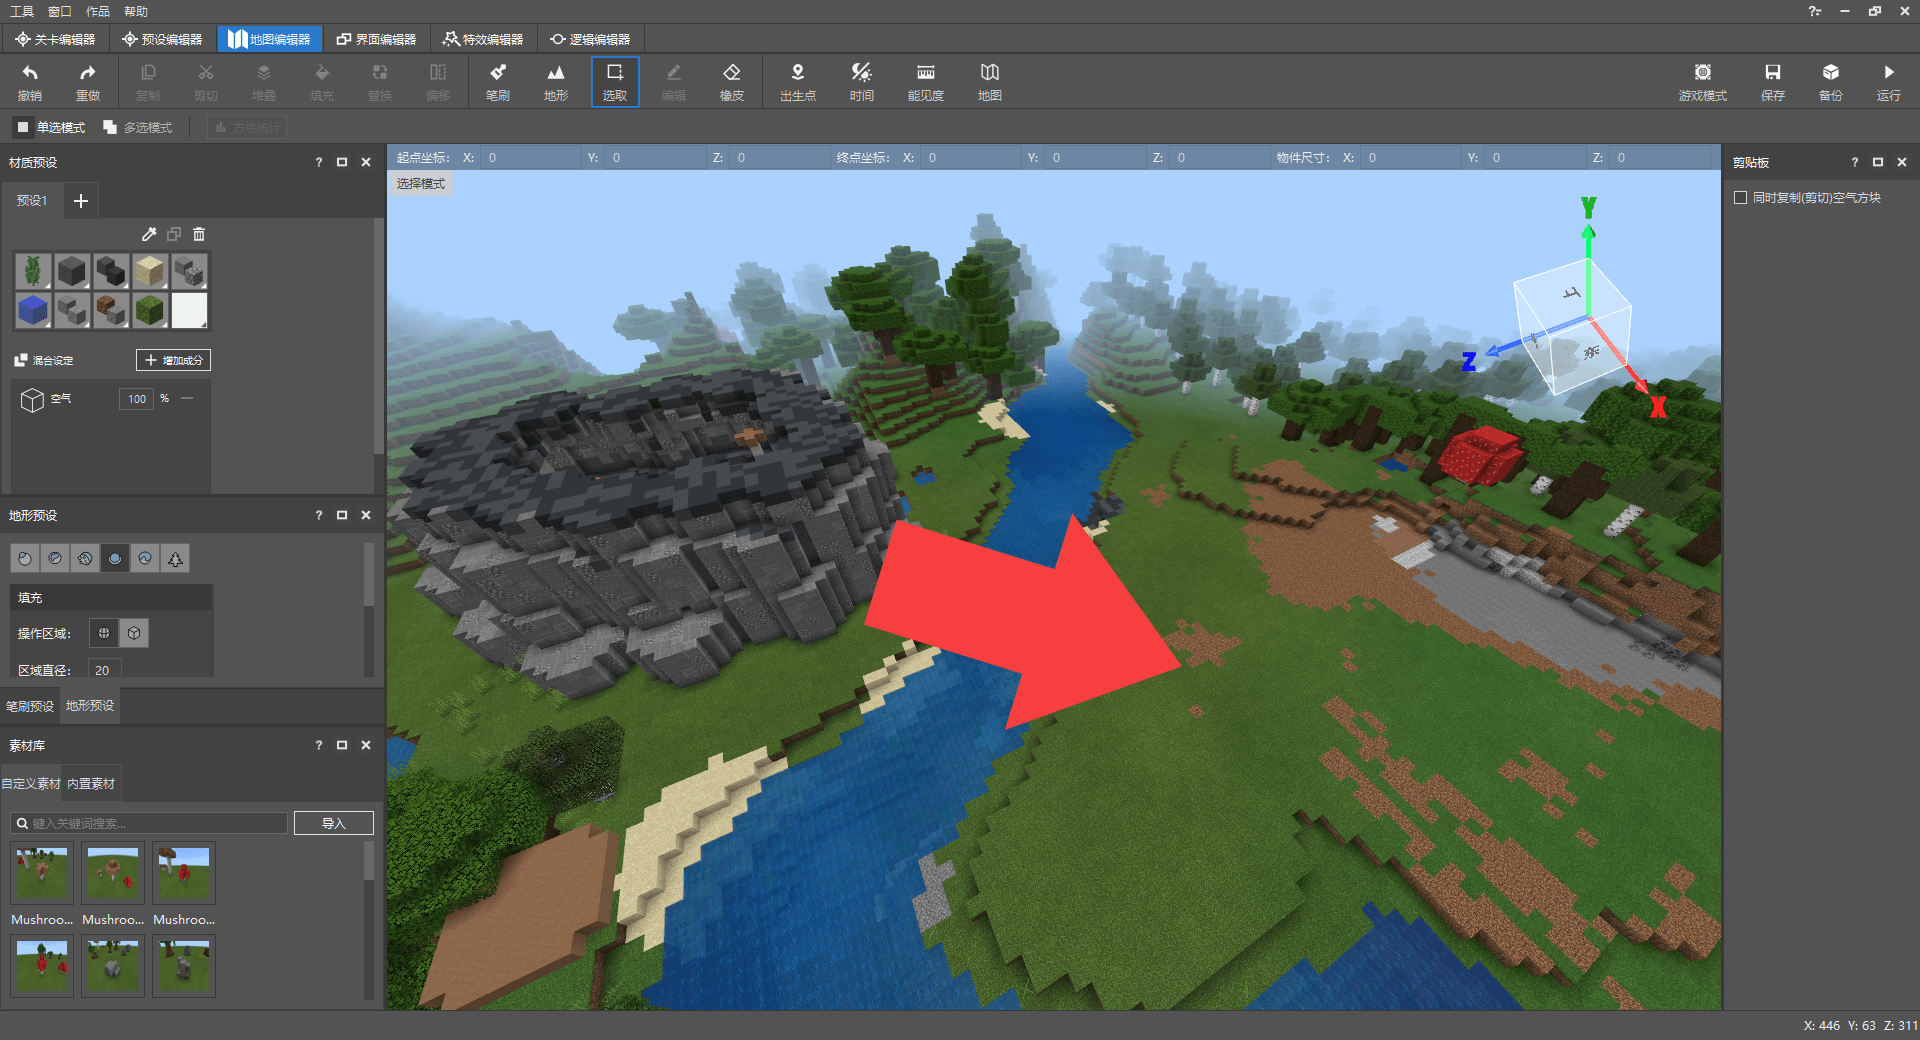 工具 窗口 作品 帮助
关卡编辑器 预设编辑器 地图编辑器 界面编辑器 特效编辑器 逻辑编辑器
撤销 重做 复制 剪切 堆叠 填充 替换 偏移 笔刷 地形 选取 编辑 橡皮 出生点 时间 能见度 地图 游戏模式 保存 备份 运行
单选模式 多选模式 方块统计
材质预设 ?
起点坐标: X: 0 Y: 0 Z: 0 终点坐标: X: 0 Y: 0 Z: 0 物件尺寸: X: 0 Y: 0 Z: 0
剪贴板 ?
选择模式
同时复制(剪切)空气方块
预设1
Y
上
Z
东
X
混合设定 增加成分
空气 100 %
地形预设 ?
填充
操作区域:
区域直径: 20
笔刷预设 地形预设
素材库 ?
自定义素材 内置素材
键入关键词搜索... 导入
Mushroo... Mushroo... Mushroo...
X: 446 Y: 63 Z: 311